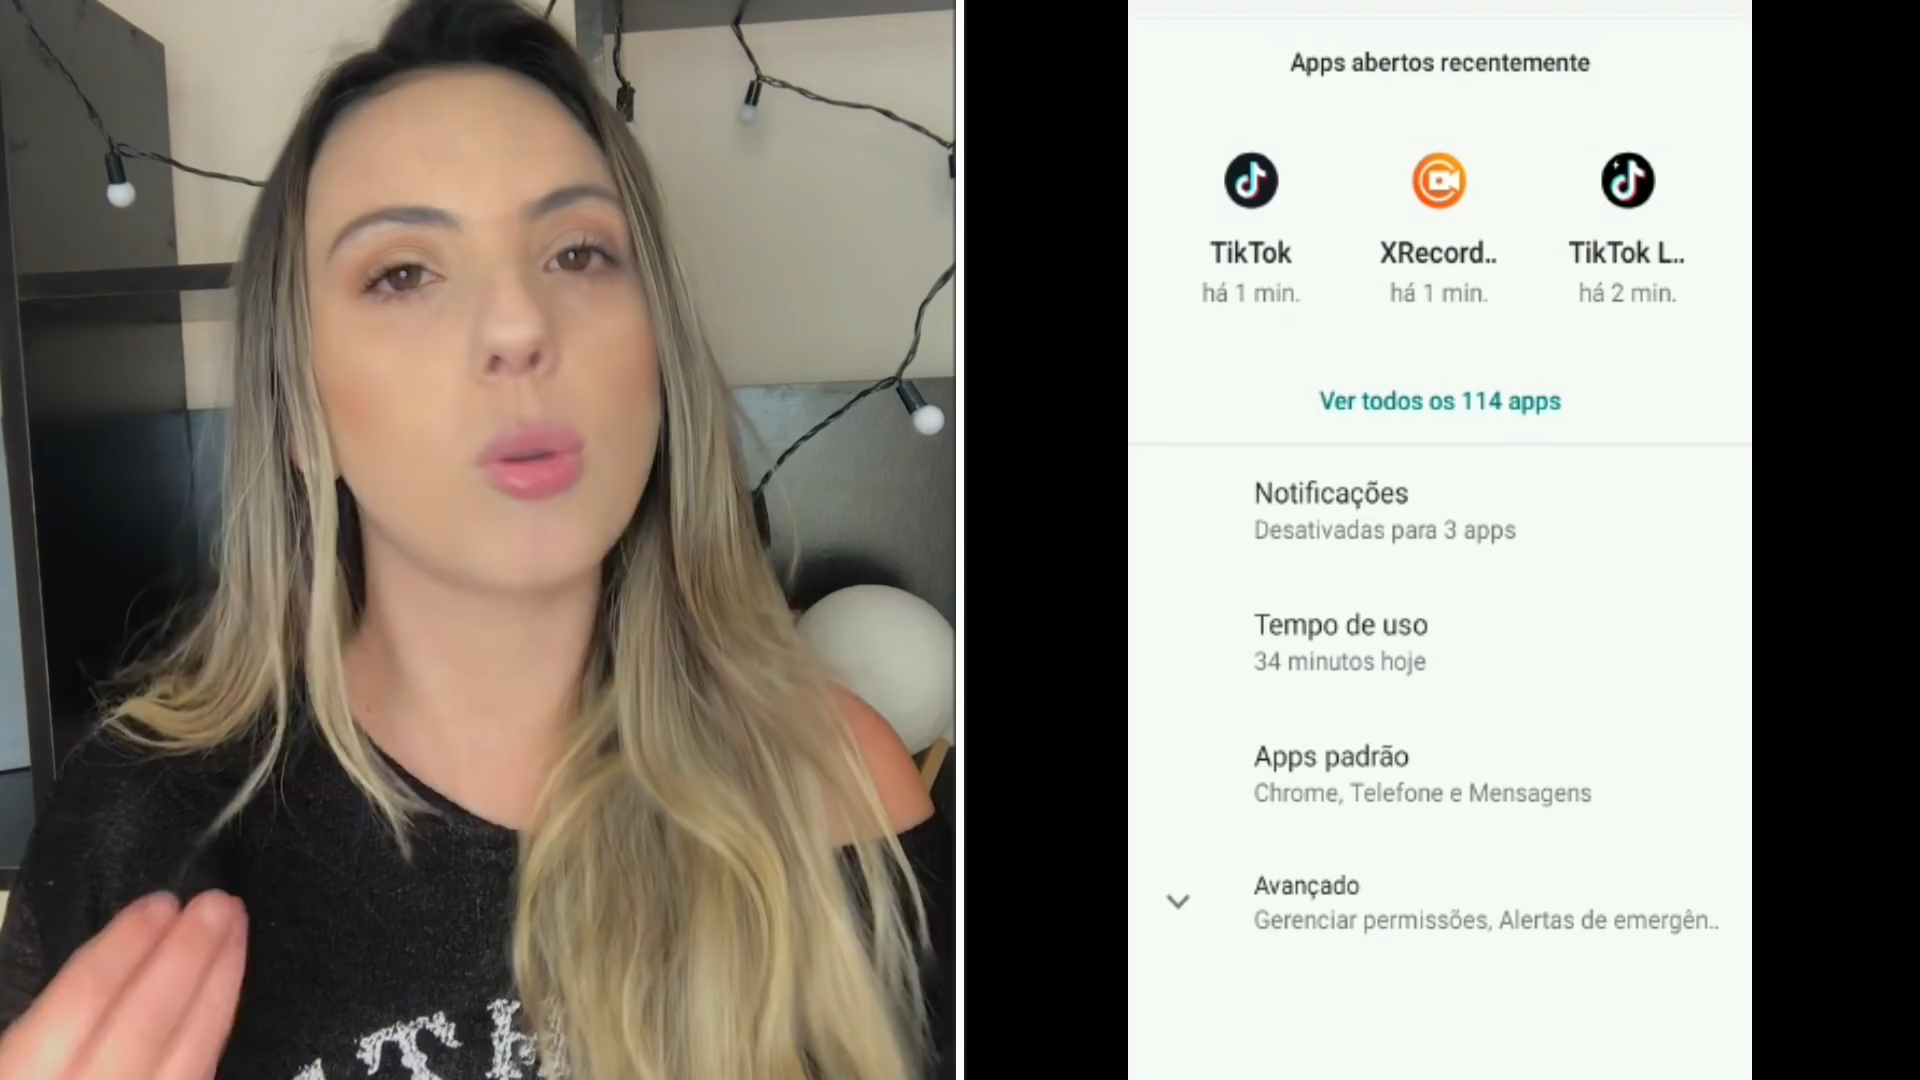 Apps abertos recentemente
TikTok
há 1 min.
XRecord..
há 1 min.
TikTok L..
há 2 min.
Ver todos os 114 apps
Notificações
Desativadas para 3 apps
Tempo de uso
34 minutos hoje
Apps padrão
Chrome, Telefone e Mensagens
Avançado
Gerenciar permissões, Alertas de emergên..